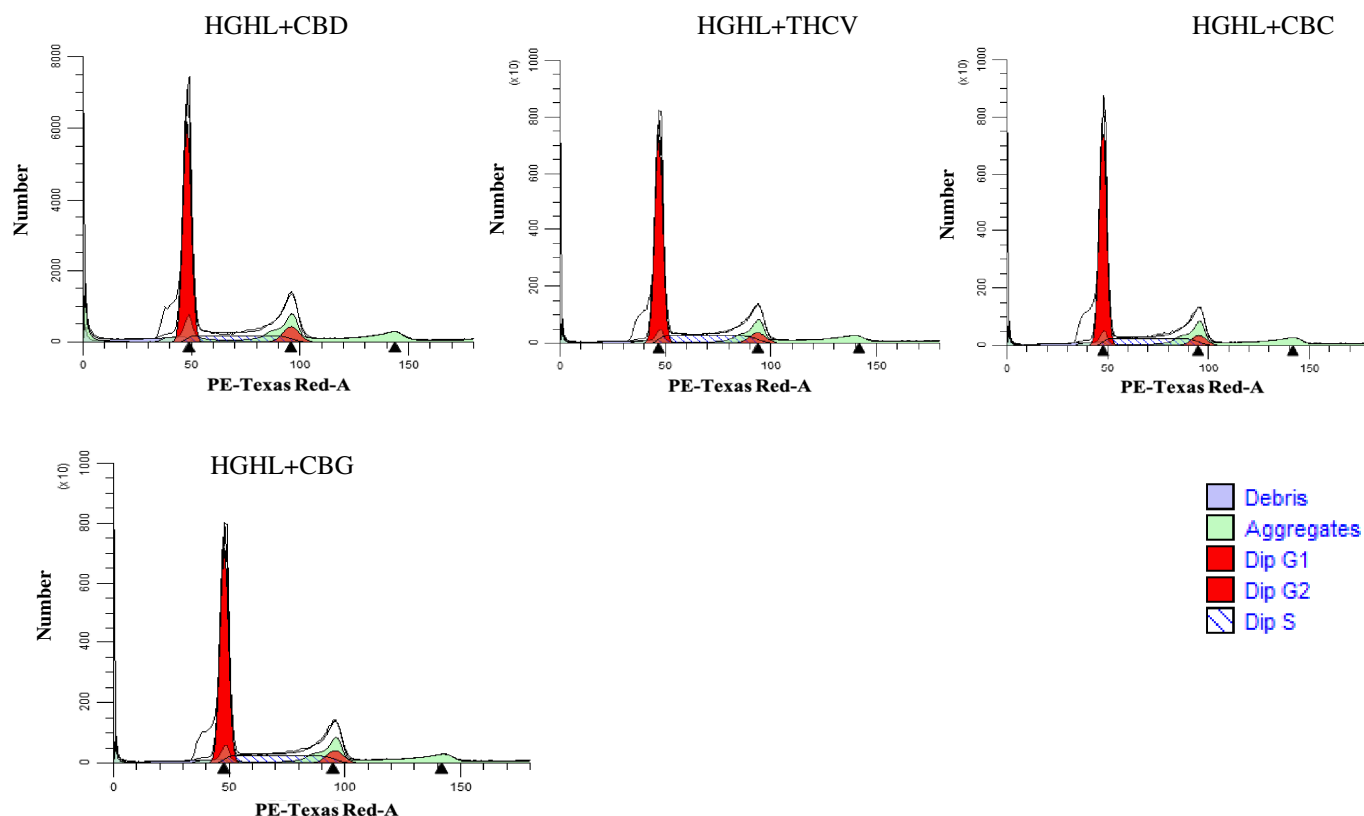 HGHL+CBD
HGHL+THCV
HGHL+CBC
8000
6000
4000
2000
0
Number
0
50
100
150
PE-Texas Red-A
(x 10)
1000
800
600
400
200
0
Number
0
50
100
150
PE-Texas Red-A
(x 10)
1000
800
600
400
200
0
Number
0
50
100
150
PE-Texas Red-A
HGHL+CBG
(x 10)
1000
800
600
400
200
0
Number
0
50
100
150
PE-Texas Red-A
Debris
Aggregates
Dip G1
Dip G2
Dip S